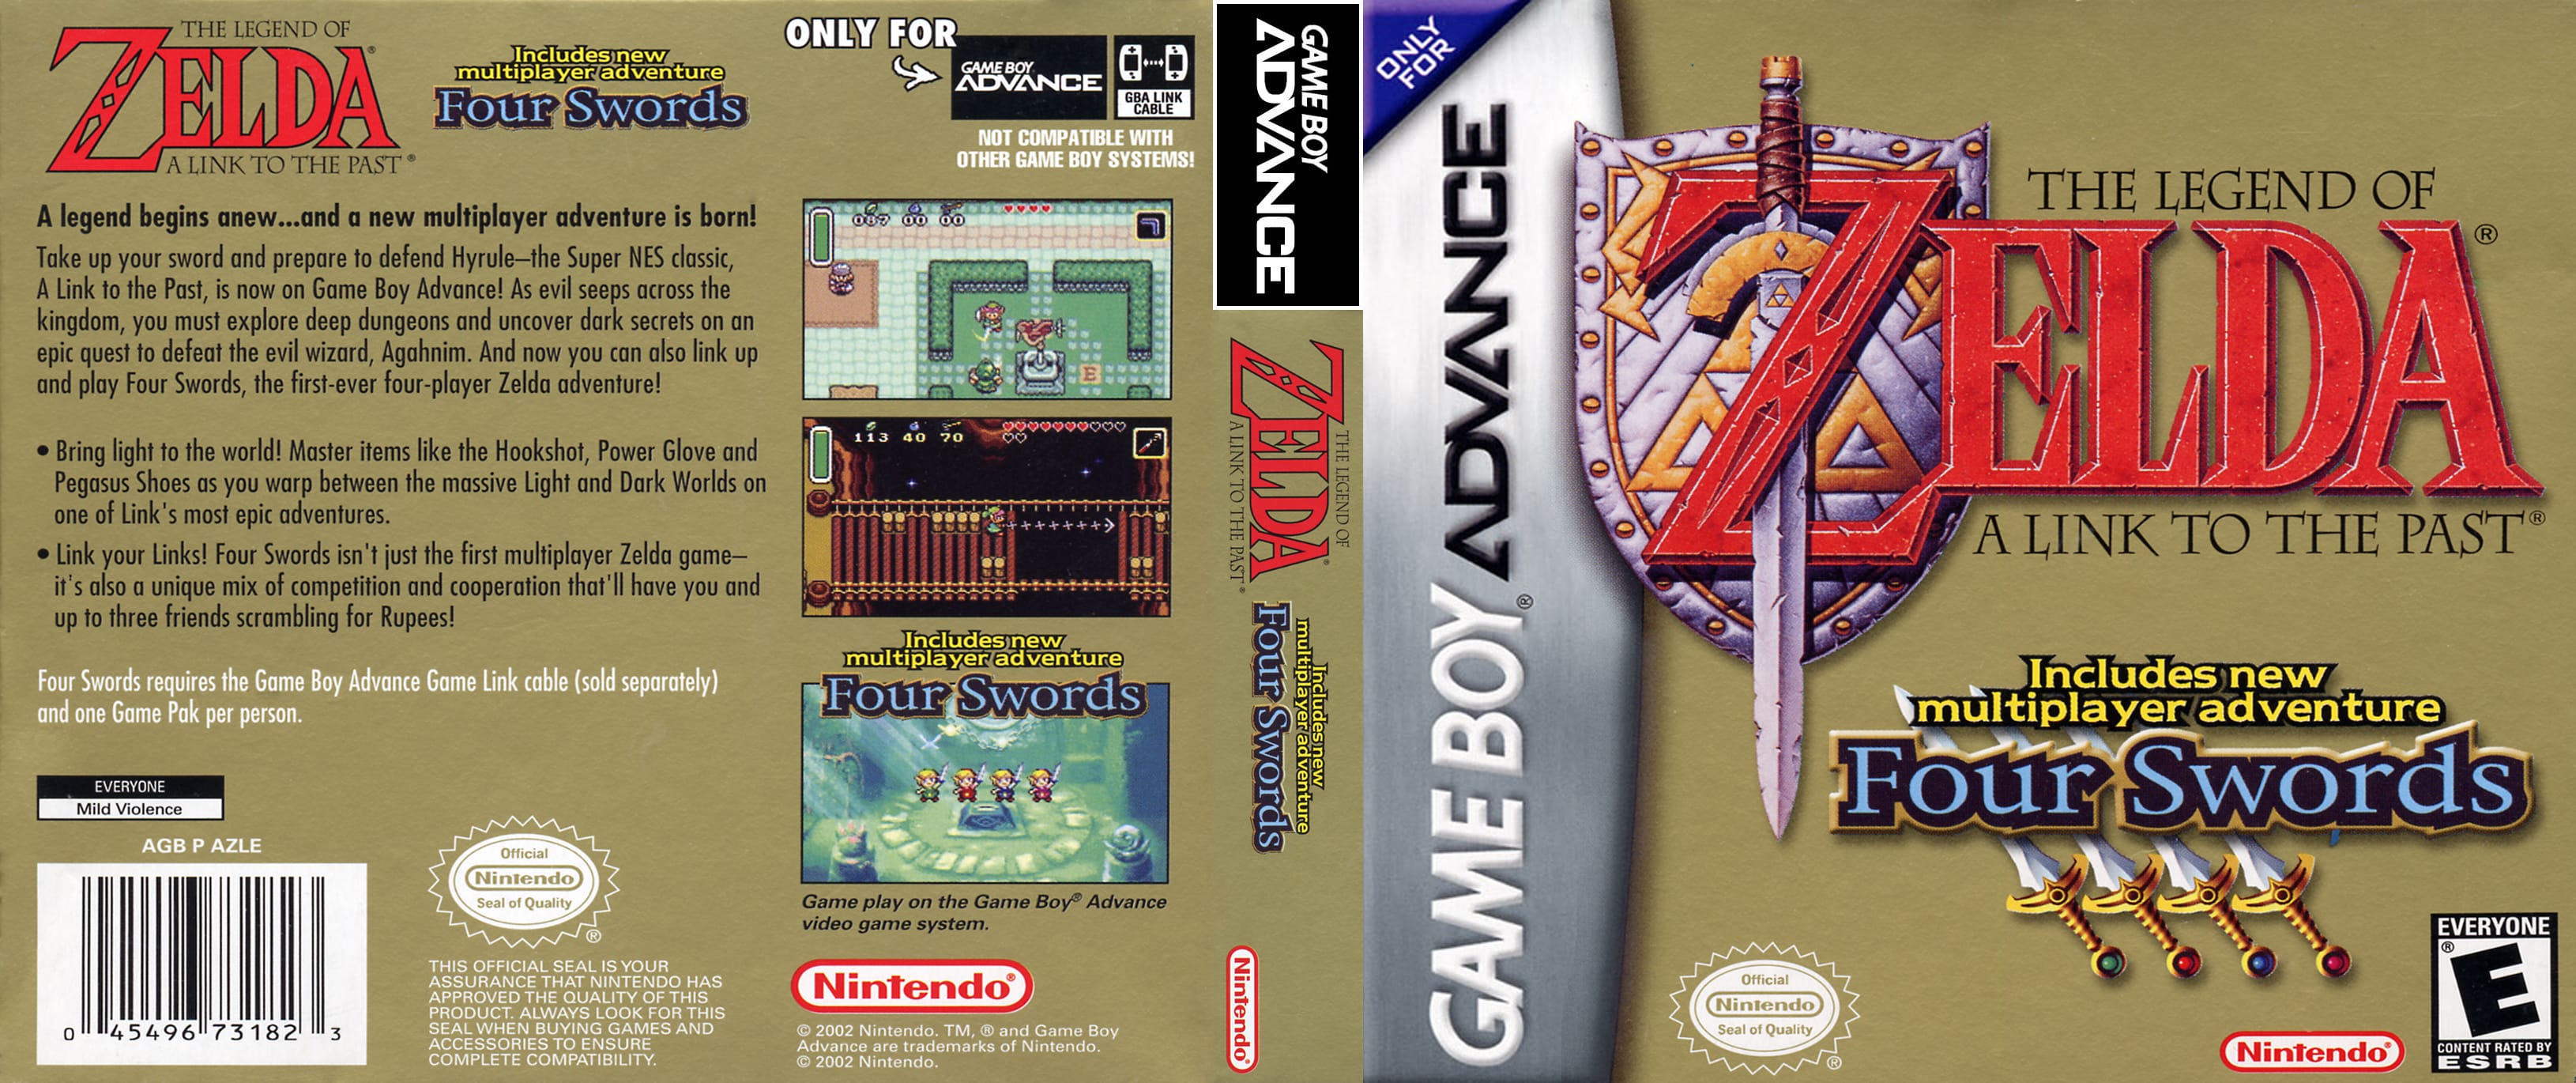 THE LEGEND OF
ZELDA®
A LINK TO THE PAST®
Includes new
multiplayer adventure
Four Swords
ONLY FOR
GAME BOY
ADVANCE
GBA LINK
CABLE
NOT COMPATIBLE WITH
OTHER GAME BOY SYSTEMS!
A legend begins anew...and a new multiplayer adventure is born!
Take up your sword and prepare to defend Hyrule–the Super NES classic,
A Link to the Past, is now on Game Boy Advance! As evil seeps across the
kingdom, you must explore deep dungeons and uncover dark secrets on an
epic quest to defeat the evil wizard, Agahnim. And now you can also link up
and play Four Swords, the first-ever four-player Zelda adventure!
• Bring light to the world! Master items like the Hookshot, Power Glove and
Pegasus Shoes as you warp between the massive Light and Dark Worlds on
one of Link's most epic adventures.
• Link your Links! Four Swords isn't just the first multiplayer Zelda game–
it's also a unique mix of competition and cooperation that'll have you and
up to three friends scrambling for Rupees!
Four Swords requires the Game Boy Advance Game Link cable (sold separately)
and one Game Pak per person.
EVERYONE
Mild Violence
AGB P AZLE
0 45496 73182 3
Official
Nintendo
Seal of Quality
®
THIS OFFICIAL SEAL IS YOUR
ASSURANCE THAT NINTENDO HAS
APPROVED THE QUALITY OF THIS
PRODUCT. ALWAYS LOOK FOR THIS
SEAL WHEN BUYING GAMES AND
ACCESSORIES TO ENSURE
COMPLETE COMPATIBILITY.
087 00 00
E
113 40 70
Includes new
multiplayer adventure
Four Swords
Game play on the Game Boy® Advance
video game system.
Nintendo®
© 2002 Nintendo. TM, ® and Game Boy
Advance are trademarks of Nintendo.
© 2002 Nintendo.
GAME BOY
ADVANCE
THE LEGEND OF
ZELDA®
A LINK TO THE PAST®
Includes new
multiplayer adventure
Four Swords
Nintendo®
ONLY
FOR
GAME BOY ADVANCE®
THE LEGEND OF
ZELDA®
A LINK TO THE PAST®
Includes new
multiplayer adventure
Four Swords
Official
Nintendo
Seal of Quality
®
Nintendo®
EVERYONE
E®
CONTENT RATED BY
ESRB